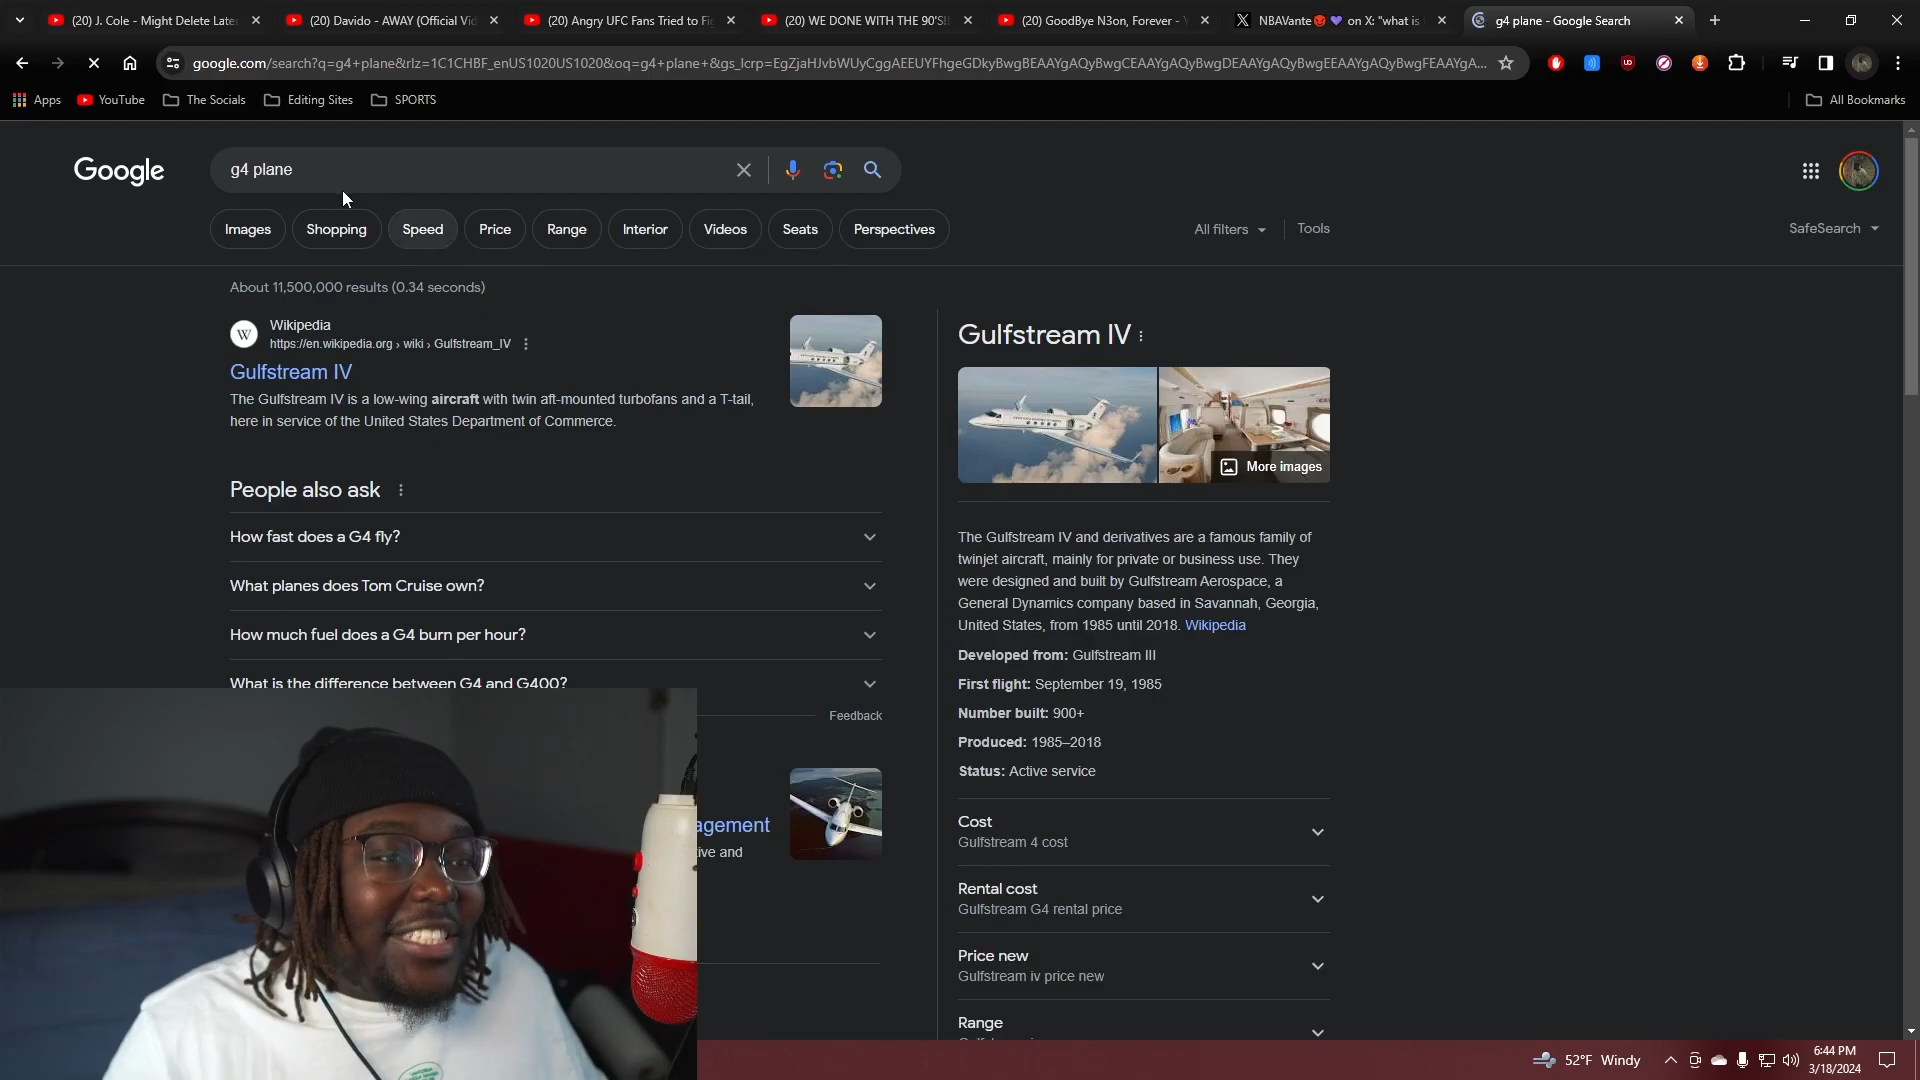 (20) J. Cole - Might Delete Late
(20) Davido - AWAY (Official Vid
(20) Angry UFC Fans Tried to Fi
(20) WE DONE WITH THE 90'S!!
(20) GoodBye N3on, Forever -
NBAVante on X: "what is
g4 plane - Google Search
google.com/search?q=g4+plane&rlz=1C1CHBF_enUS1020US1020&oq=g4+plane+&gs_lcrp=EgZjaHJvbWUyCggAEEUYFhgeGDkyBwgBEAAYgAQyBwgCEAAYgAQyBwgDEAAYgAQyBwgEEAAYgAQyBwgFEAAYgA...
Apps
YouTube
The Socials
Editing Sites
SPORTS
All Bookmarks
Google
g4 plane
Images
Shopping
Speed
Price
Range
Interior
Videos
Seats
Perspectives
All filters
Tools
SafeSearch
About 11,500,000 results (0.34 seconds)
W
Wikipedia
https://en.wikipedia.org › wiki › Gulfstream_IV
Gulfstream IV
The Gulfstream IV is a low-wing aircraft with twin aft-mounted turbofans and a T-tail,
here in service of the United States Department of Commerce.
People also ask
How fast does a G4 fly?
What planes does Tom Cruise own?
How much fuel does a G4 burn per hour?
What is the difference between G4 and G400?
Feedback
agement
ive and
Gulfstream IV
More images
The Gulfstream IV and derivatives are a famous family of
twinjet aircraft, mainly for private or business use. They
were designed and built by Gulfstream Aerospace, a
General Dynamics company based in Savannah, Georgia,
United States, from 1985 until 2018. Wikipedia
Developed from: Gulfstream III
First flight: September 19, 1985
Number built: 900+
Produced: 1985–2018
Status: Active service
Cost
Gulfstream 4 cost
Rental cost
Gulfstream G4 rental price
Price new
Gulfstream iv price new
Range
52°F Windy
6:44 PM
3/18/2024